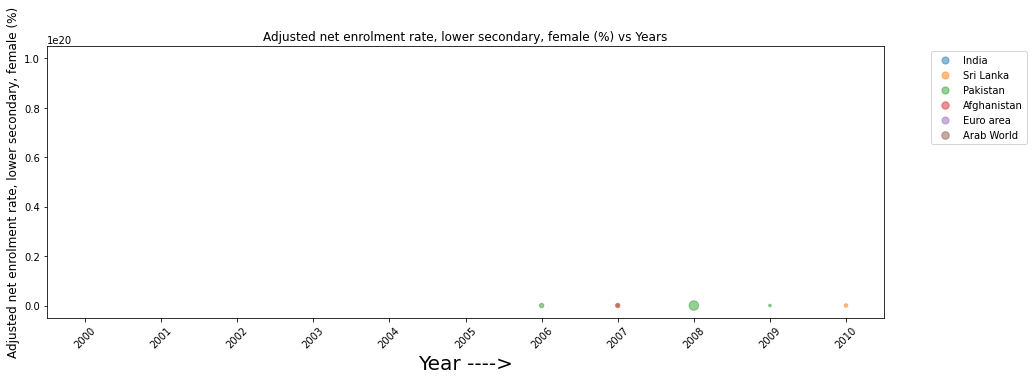 Adjusted net enrolment rate, lower secondary, female (%) vs Years
1e20
1.0
0.8
0.6
0.4
0.2
0.0
Adjusted net enrolment rate, lower secondary, female (%)
2000
2001
2002
2003
2004
2005
2006
2007
2008
2009
2010
Year ---->
India
Sri Lanka
Pakistan
Afghanistan
Euro area
Arab World